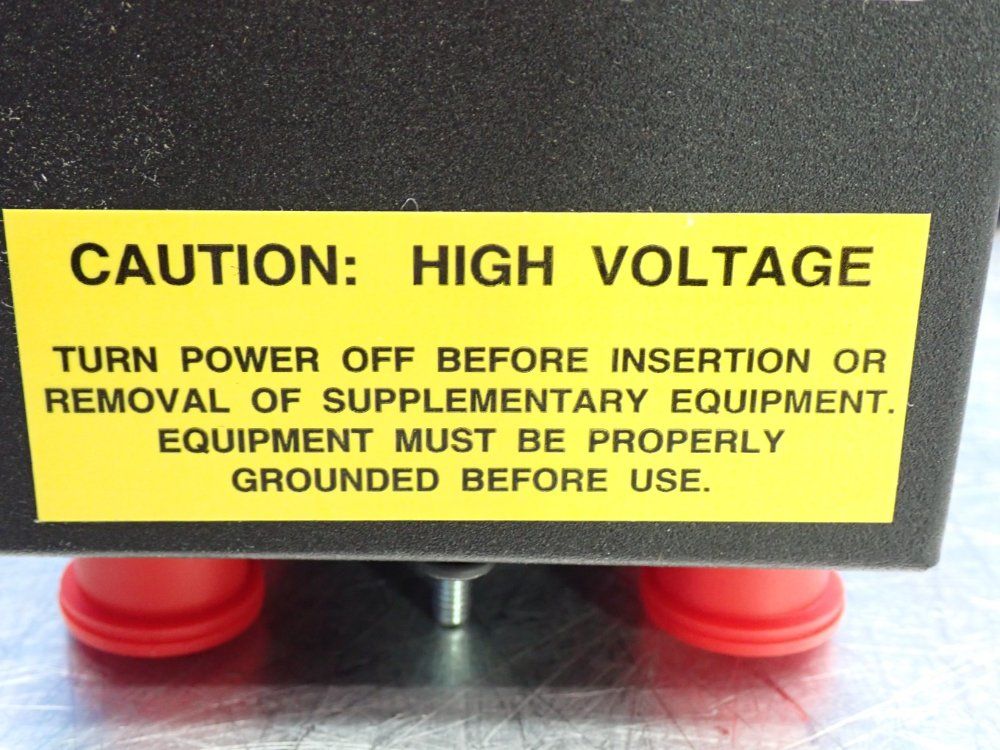 CAUTION: HIGH VOLTAGE
TURN POWER OFF BEFORE INSERTION OR
REMOVAL OF SUPPLEMENTARY EQUIPMENT.
EQUIPMENT MUST BE PROPERLY
GROUNDED BEFORE USE.